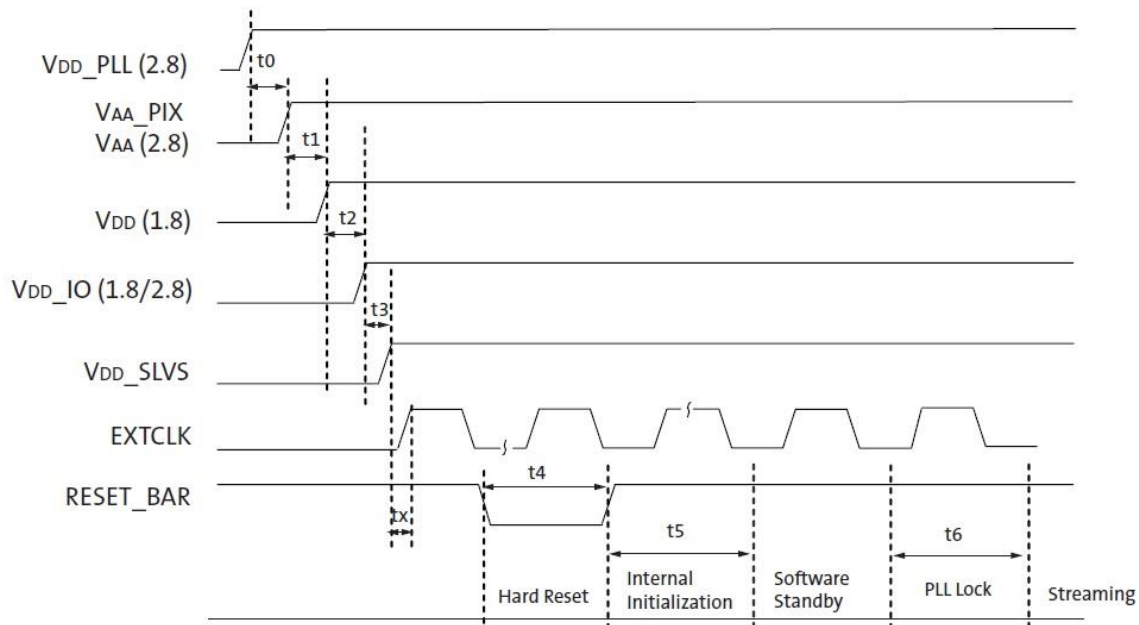 VDD_PLL (2.8)
t0
VAA_PIX
VAA (2.8)
t1
VDD (1.8)
t2
VDD_IO (1.8/2.8)
t3
VDD_SLVS
EXTCLK
RESET_BAR
t4
tx
t5
t6
Hard Reset
Internal
Initialization
Software
Standby
PLL Lock
Streaming